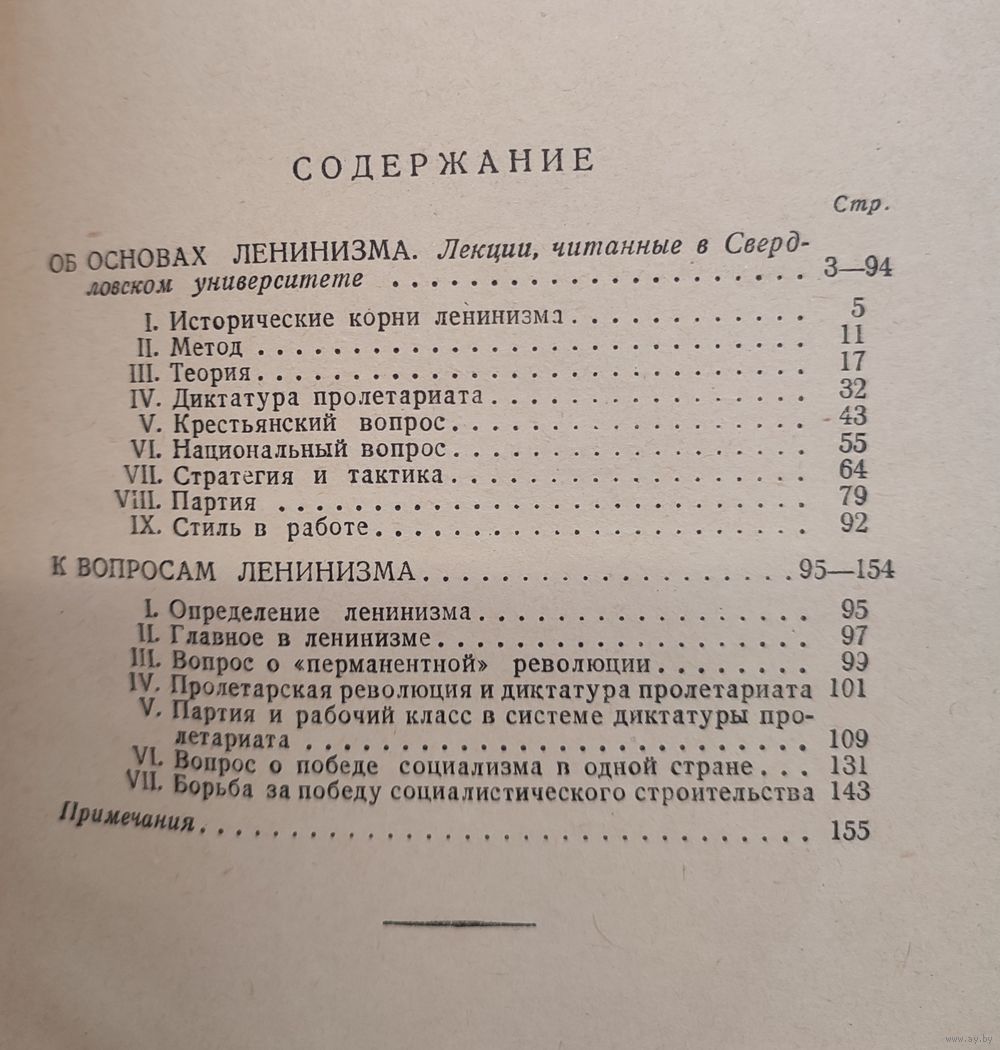 СОДЕРЖАНИЕ
Стр.
ОБ ОСНОВАХ ЛЕНИНИЗМА. Лекции, читанные в Сверд-
ловском университете . . . . . . . . . . . . . . . . . . . . . . 3—94
I. Исторические корни ленинизма . . . . . . . . . . . . 5
II. Метод . . . . . . . . . . . . . . . . . . . . . . . . . 11
III. Теория . . . . . . . . . . . . . . . . . . . . . . . . 17
IV. Диктатура пролетариата . . . . . . . . . . . . . . . 32
V. Крестьянский вопрос . . . . . . . . . . . . . . . . . 43
VI. Национальный вопрос . . . . . . . . . . . . . . . . . 55
VII. Стратегия и тактика . . . . . . . . . . . . . . . . . 64
VIII. Партия . . . . . . . . . . . . . . . . . . . . . . . . 79
IX. Стиль в работе . . . . . . . . . . . . . . . . . . . . 92
К ВОПРОСАМ ЛЕНИНИЗМА . . . . . . . . . . . . . . . . . . 95—154
I. Определение ленинизма . . . . . . . . . . . . . . . . 95
II. Главное в ленинизме . . . . . . . . . . . . . . . . . 97
III. Вопрос о «перманентной» революции . . . . . . . 99
IV. Пролетарская революция и диктатура пролетариата 101
V. Партия и рабочий класс в системе диктатуры про-
летариата . . . . . . . . . . . . . . . . . . . . . . . . 109
VI. Вопрос о победе социализма в одной стране . . . 131
VII. Борьба за победу социалистического строительства 143
Примечания . . . . . . . . . . . . . . . . . . . . . . . . . . . . 155
www.ay.by